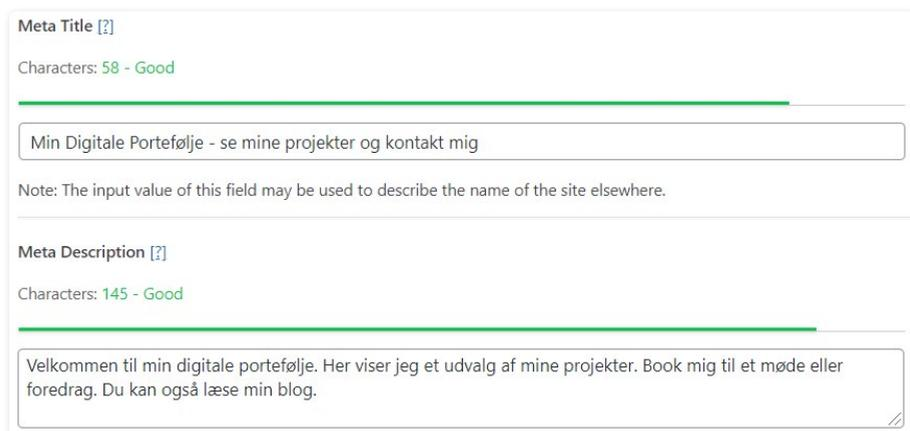 Meta Title [?]
Characters: 58 - Good
Min Digitale Portefølje - se mine projekter og kontakt mig
Note: The input value of this field may be used to describe the name of the site elsewhere.
Meta Description [?]
Characters: 145 - Good
Velkommen til min digitale portefølje. Her viser jeg et udvalg af mine projekter. Book mig til et møde eller
foredrag. Du kan også læse min blog.